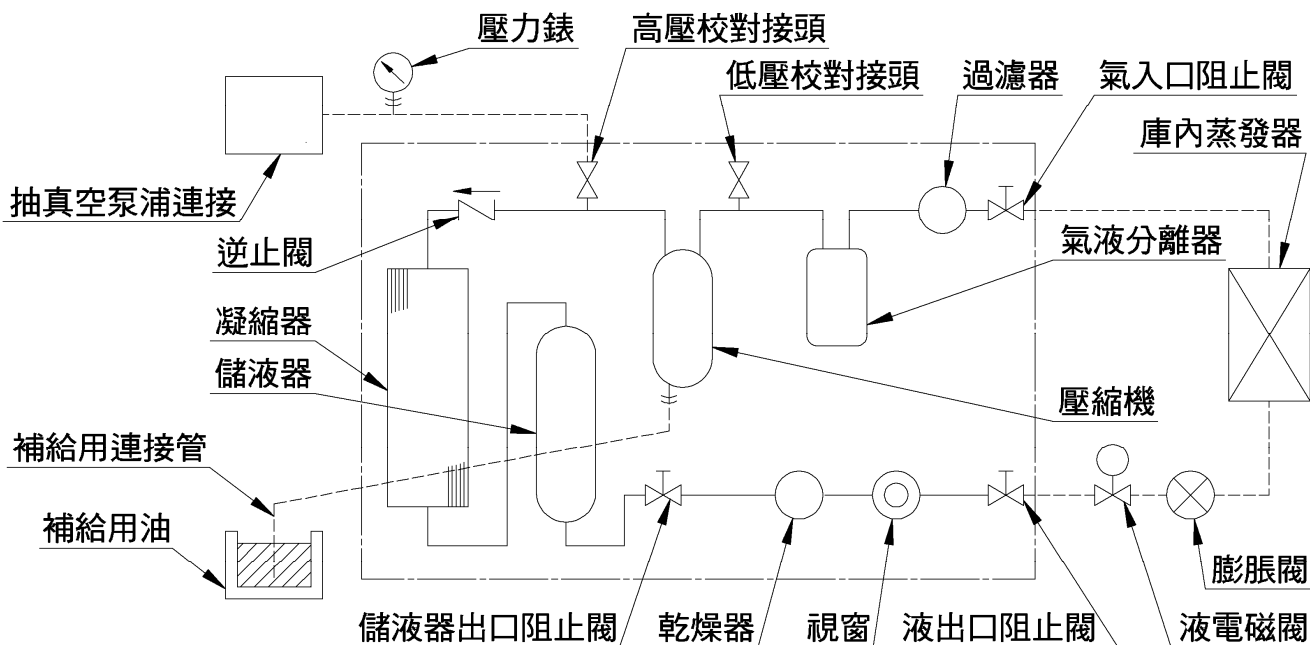 壓力錶
高壓校對接頭
低壓校對接頭
過濾器
氣入口阻止閥
庫內蒸發器
抽真空泵浦連接
逆止閥
氣液分離器
凝縮器
儲液器
壓縮機
補給用連接管
補給用油
膨脹閥
儲液器出口阻止閥
乾燥器
視窗
液出口阻止閥
液電磁閥